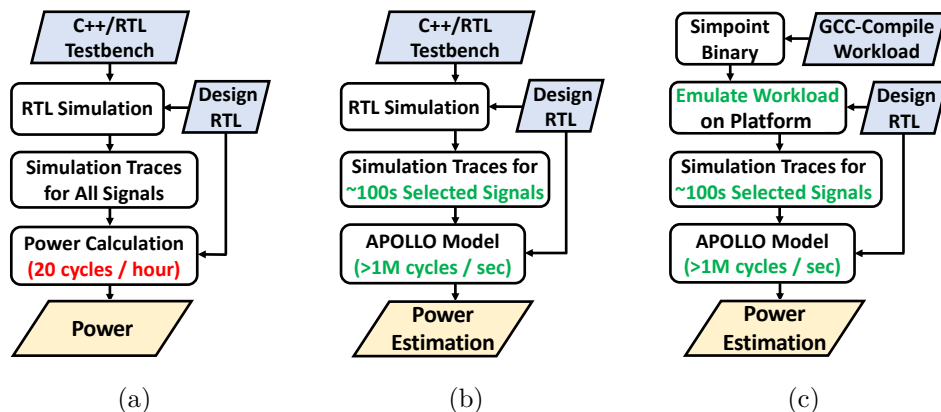 C++/RTL
Testbench
RTL Simulation
Design
RTL
Simulation Traces
for All Signals
Power Calculation
(20 cycles / hour)
Power
(a)
C++/RTL
Testbench
RTL Simulation
Design
RTL
Simulation Traces for
~100s Selected Signals
APOLLO Model
(>1M cycles / sec)
Power
Estimation
(b)
Simpoint
Binary
GCC-Compile
Workload
Emulate Workload
on Platform
Design
RTL
Simulation Traces for
~100s Selected Signals
APOLLO Model
(>1M cycles / sec)
Power
Estimation
(c)